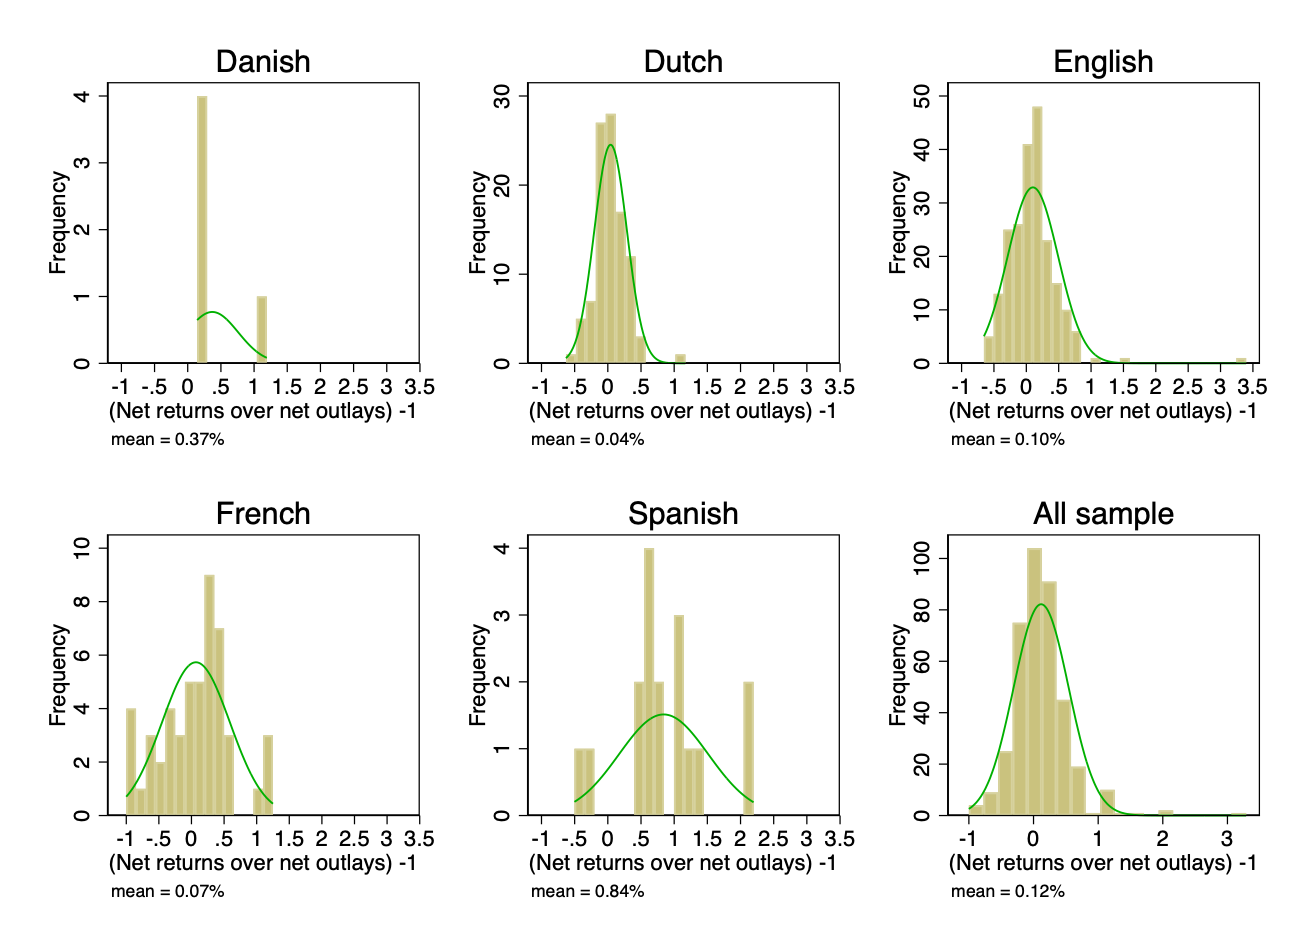 Danish
Dutch
English
Frequency
0 1 2 3 4
-1 -.5 0 .5 1 1.5 2 2.5 3 3.5
(Net returns over net outlays) -1
mean = 0.37%
Frequency
0 10 20 30
-1 -.5 0 .5 1 1.5 2 2.5 3 3.5
(Net returns over net outlays) -1
mean = 0.04%
Frequency
0 10 20 30 40 50
-1 -.5 0 .5 1 1.5 2 2.5 3 3.5
(Net returns over net outlays) -1
mean = 0.10%
French
Spanish
All sample
Frequency
0 2 4 6 8 10
-1 -.5 0 .5 1 1.5 2 2.5 3 3.5
(Net returns over net outlays) -1
mean = 0.07%
Frequency
0 1 2 3 4
-1 -.5 0 .5 1 1.5 2 2.5 3 3.5
(Net returns over net outlays) -1
mean = 0.84%
Frequency
0 20 40 60 80 100
-1 0 1 2 3
(Net returns over net outlays) -1
mean = 0.12%